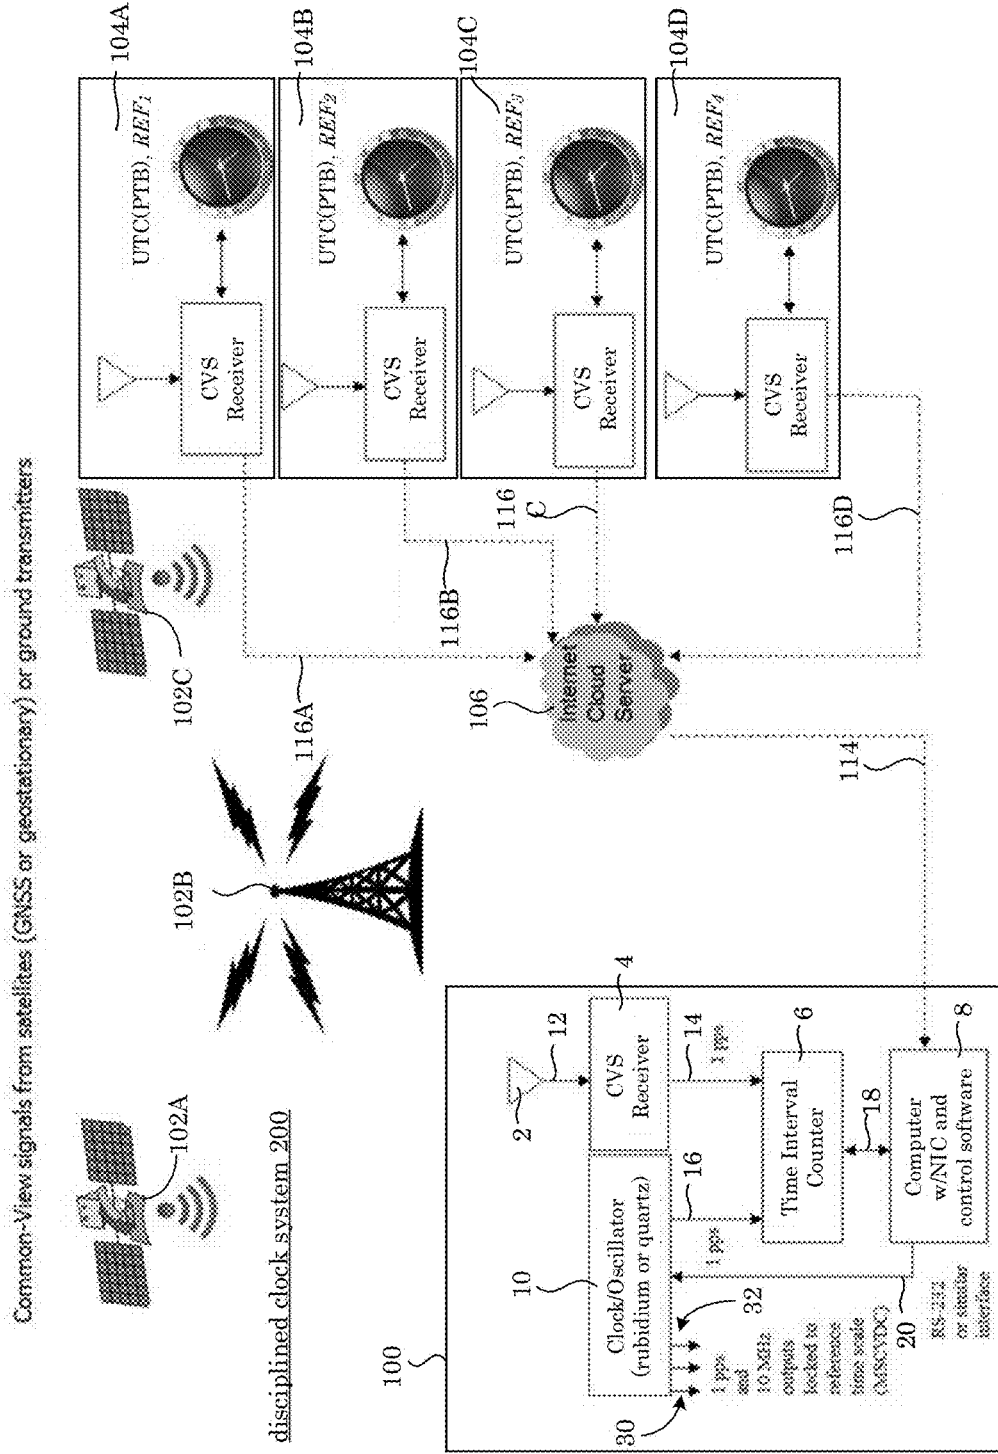 Common-View signals from satellites (GNSS or geostationary) or ground transmitters
102A
102B
102C
disciplined clock system 200
100
2
12
CVS
Receiver
4
10
Clock/Oscillator
(rubidium or quartz)
16
14
1 pps
1 pps
6
Time Interval
Counter
18
8
Computer
w/NIC and
control software
20
RS-232
or similar
interface
30
32
1 pps
and
10 MHz
outputs
locked to
reference
time scale
(MSCVDC)
114
106
Internet
Cloud
Server
116A
116B
116
C
116D
104A
UTC(PTB), REF1
CVS
Receiver
104B
UTC(PTB), REF2
CVS
Receiver
104C
UTC(PTB), REF3
CVS
Receiver
104D
UTC(PTB), REF4
CVS
Receiver